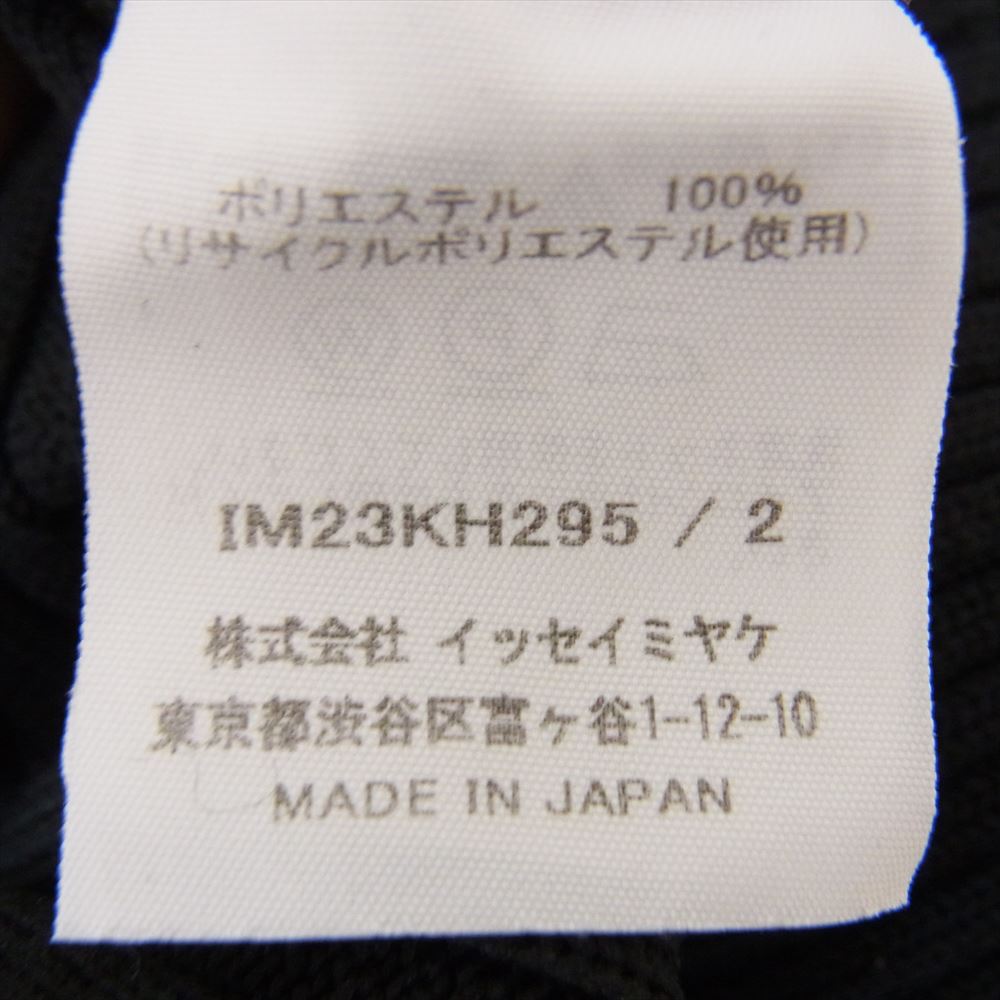 ポリエステル 100%
(リサイクルポリエステル使用)
IM23KH295 / 2
株式会社 イッセイミヤケ
東京都渋谷区富ヶ谷1-12-10
MADE IN JAPAN